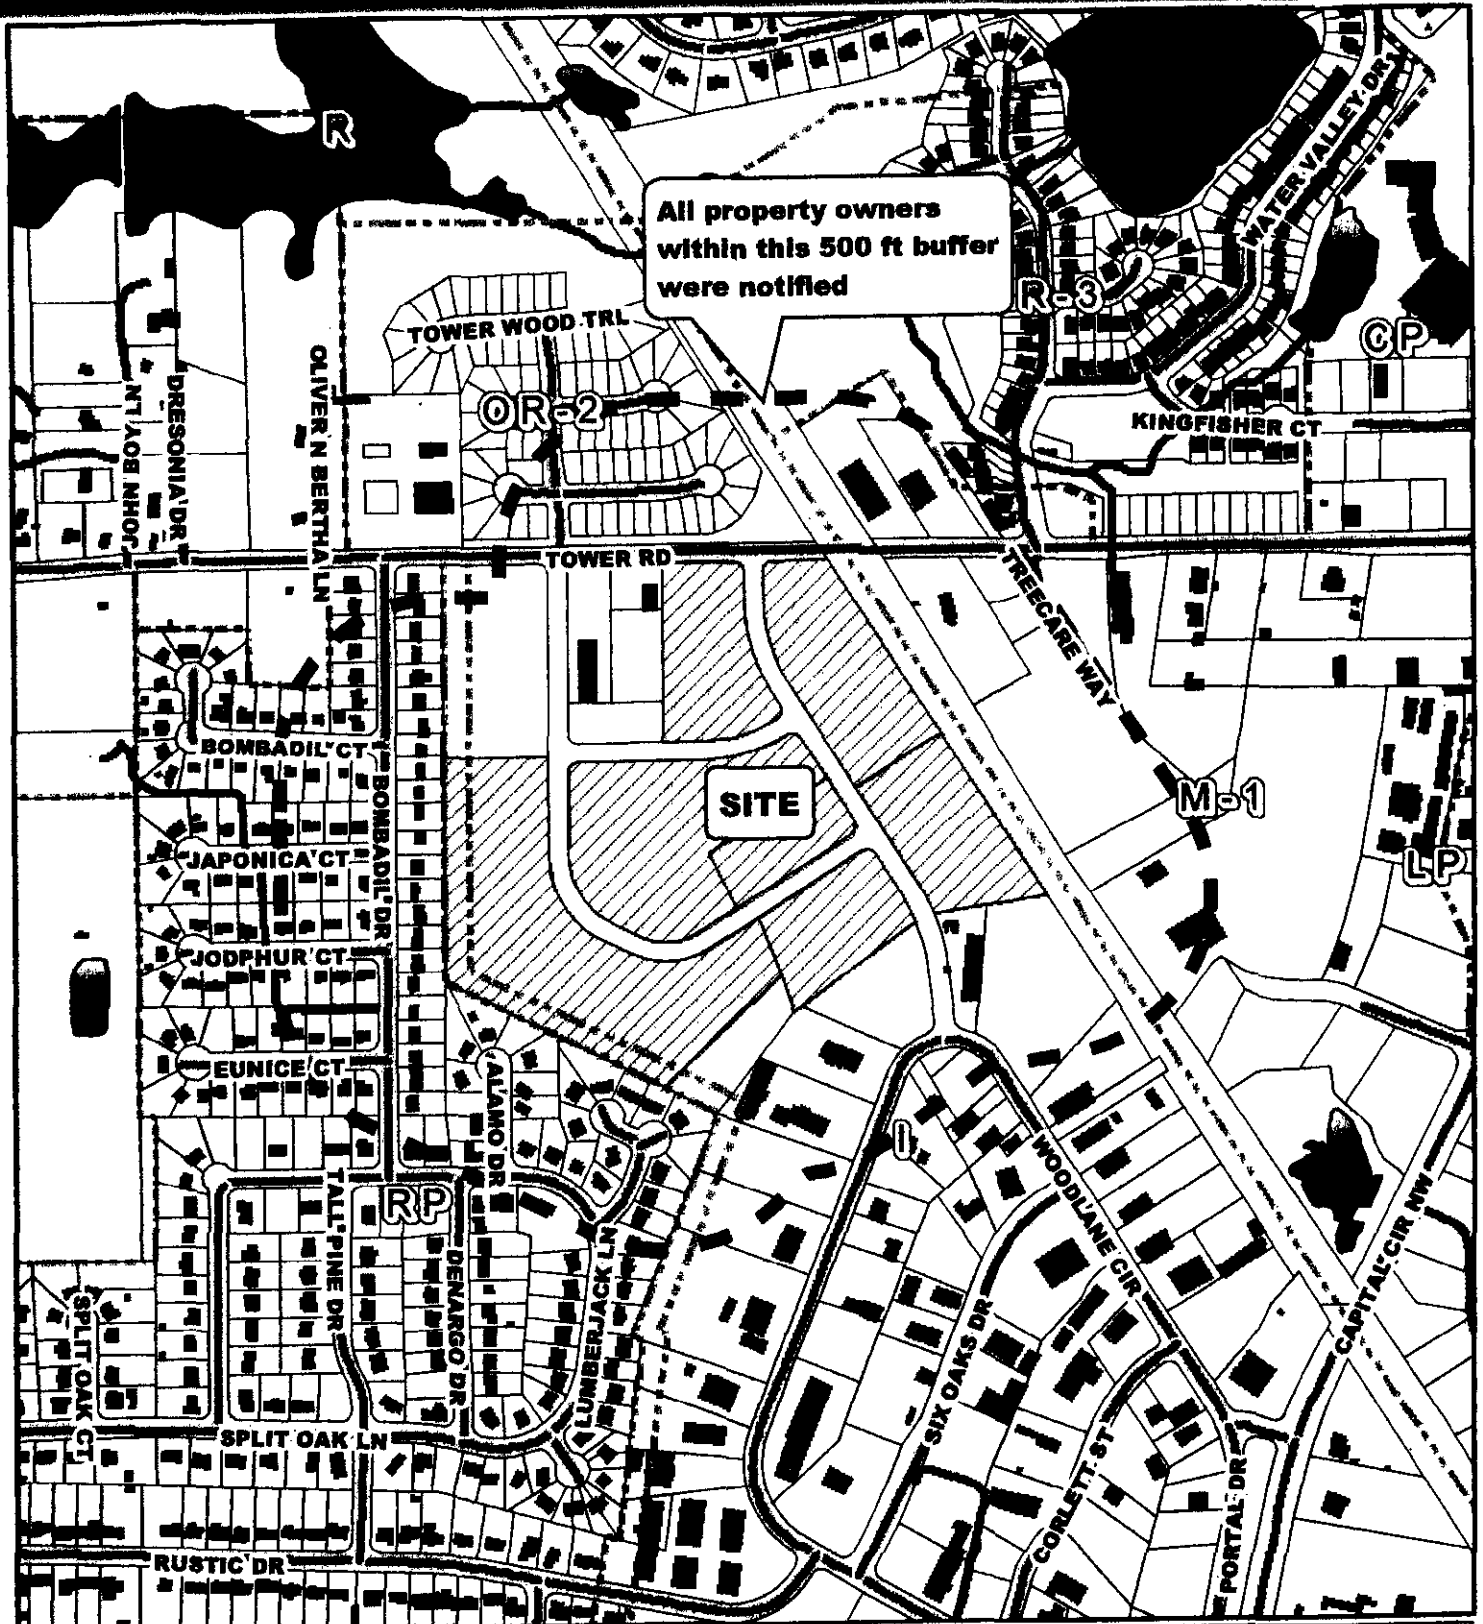 R
WATER VALLEY DR
All property owners
within this 500 ft buffer
were notified
R-3
CP
TOWER WOOD TRL
OR-2
KINGFISHER CT
JOHN BOY LN
DRESONIA DR
OLIVER N BERTHA LN
TOWER RD
TREECARE WAY
BOMBADIL CT
BOMBADIL DR
SITE
M-1
JAPONICA CT
LP
JODPHUR CT
EUNICE CT
ALAMO DR
I
WOODLANE CIR
TALL PINE DR
RP
DENARGO DR
LUMBERJACK LN
CAPITAL CIR NW
SPLIT OAK CT
SIX OAKS DR
SPLIT OAK LN
CORLETT ST
PORTAL DR
RUSTIC DR